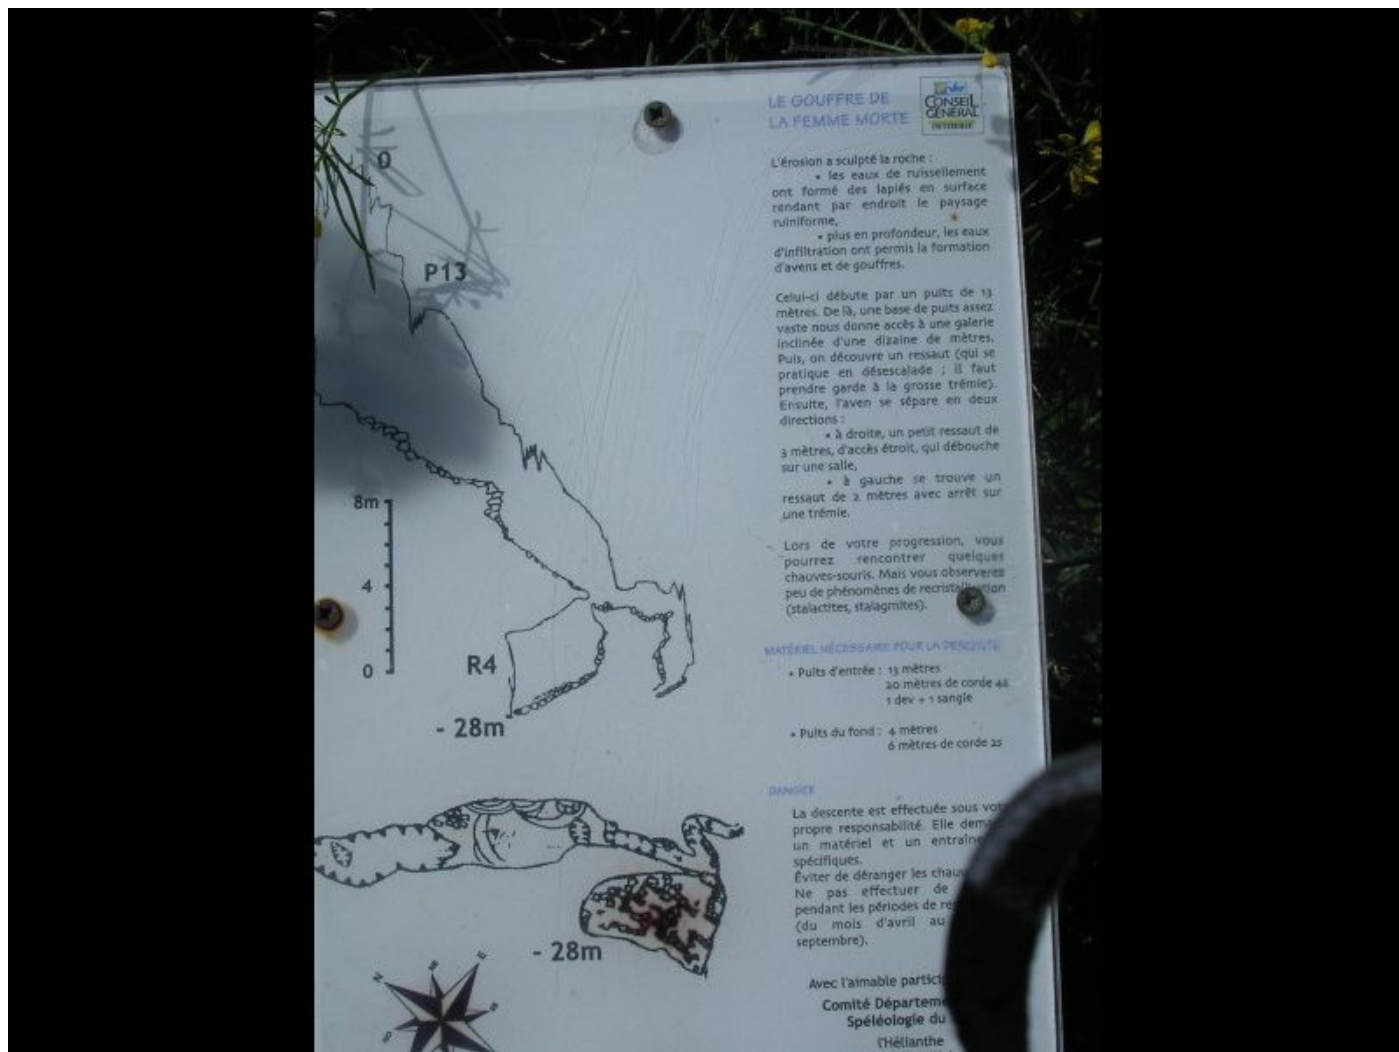 LE GOUFFRE DE
LA FEMME MORTE
CONSEIL
GÉNÉRAL
L'érosion a sculpté la roche :
• les eaux de ruissellement
ont formé des lapiés en surface
rendant par endroit le paysage
ruiniforme,
• plus en profondeur, les eaux
d'infiltration ont permis la formation
d'avens et de gouffres.
Celui-ci débute par un puits de 13
mètres. De là, une base de puits assez
vaste nous donne accès à une galerie
inclinée d'une dizaine de mètres.
Puis, on découvre un ressaut (qui se
pratique en désescalade ; il faut
prendre garde à la grosse trémie).
Ensuite, l'aven se sépare en deux
directions :
• à droite, un petit ressaut de
3 mètres, d'accès étroit, qui débouche
sur une salle,
• à gauche se trouve un
ressaut de 2 mètres avec arrêt sur
une trémie.
Lors de votre progression, vous
pourrez rencontrer quelques
chauves-souris. Mais vous observerez
peu de phénomènes de recristallisation
(stalactites, stalagmites).
MATÉRIEL NÉCESSAIRE POUR LA DESCENTE
• Puits d'entrée : 13 mètres
20 mètres de corde 4s
1 dev + 1 sangle
• Puits du fond : 4 mètres
6 mètres de corde 2s
DANGER
La descente est effectuée sous vot
propre responsabilité. Elle dema
un matériel et un entraîne
spécifiques.
Éviter de déranger les chauv
Ne pas effectuer de
pendant les périodes de re
(du mois d'avril au
septembre).
Avec l'aimable partici
Comité Départeme
Spéléologie du
l'Hélianthe
0
P13
8m
4
0
R4
- 28m
- 28m
N
E